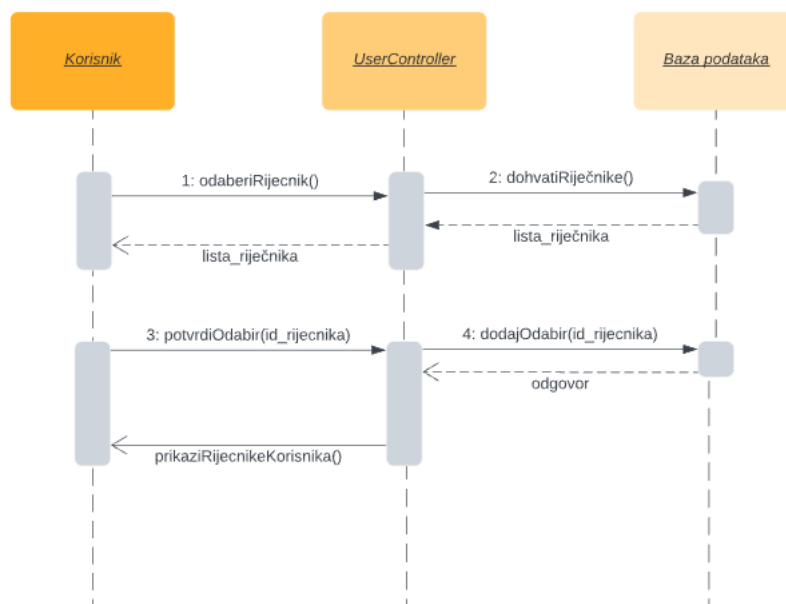 Korisnik
UserController
Baza podataka
1: odaberiRijecnik()
2: dohvatiRiječnike()
lista_riječnika
lista_riječnika
3: potvrdiOdabir(id_rijecnika)
4: dodajOdabir(id_rijecnika)
odgovor
prikaziRijecnikeKorisnika()